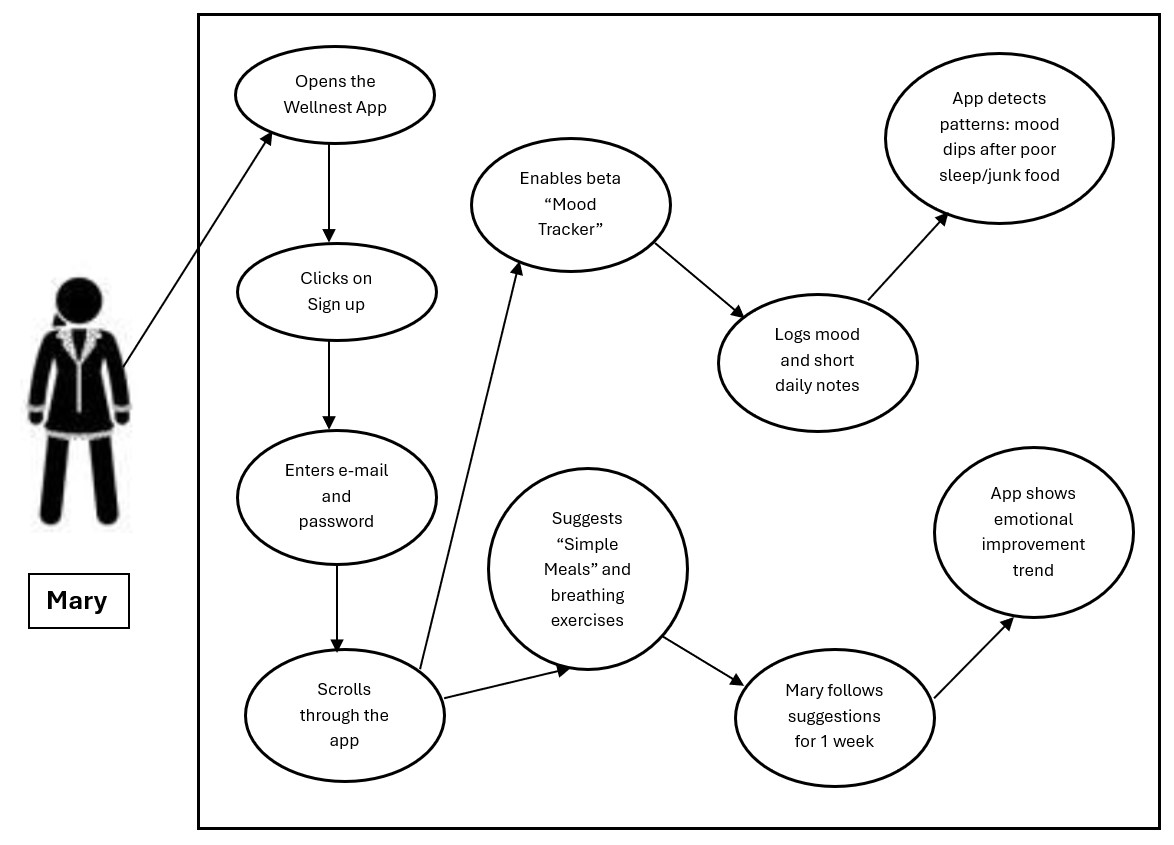 Opens the
Wellnest App
Clicks on
Sign up
Enters e-mail
and
password
Scrolls
through the
app
Enables beta
“Mood
Tracker”
Logs mood
and short
daily notes
App detects
patterns: mood
dips after poor
sleep/junk food
Suggests
“Simple
Meals” and
breathing
exercises
Mary follows
suggestions
for 1 week
App shows
emotional
improvement
trend
Mary